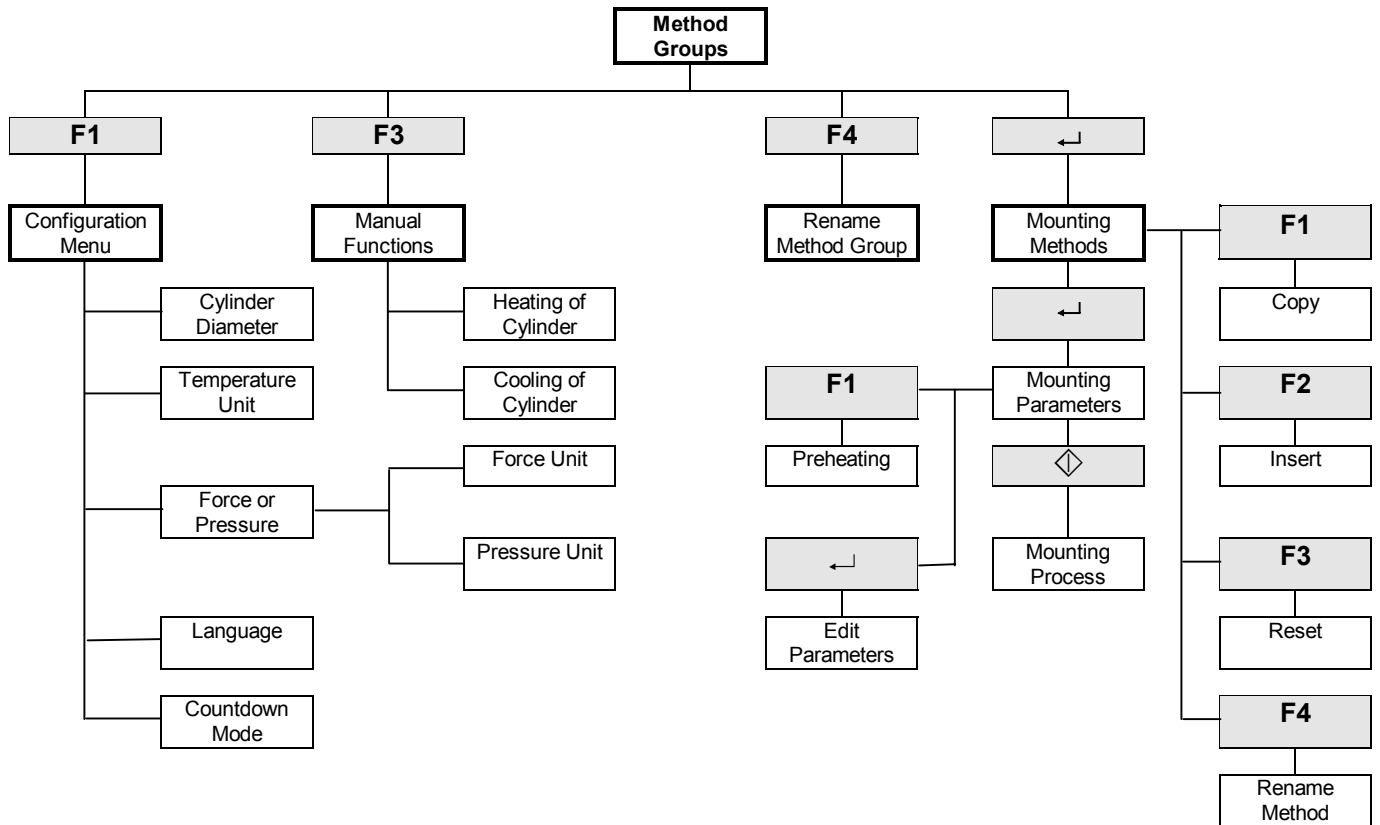 Method
Groups
F1
F3
F4
↵
Configuration
Menu
Manual
Functions
Rename
Method Group
Mounting
Methods
F1
Cylinder
Diameter
Heating of
Cylinder
↵
Copy
Temperature
Unit
Cooling of
Cylinder
F1
Mounting
Parameters
F2
Force Unit
Preheating
Insert
Force or
Pressure
Pressure Unit
↵
Mounting
Process
F3
Language
Edit
Parameters
Reset
Countdown
Mode
F4
Rename
Method